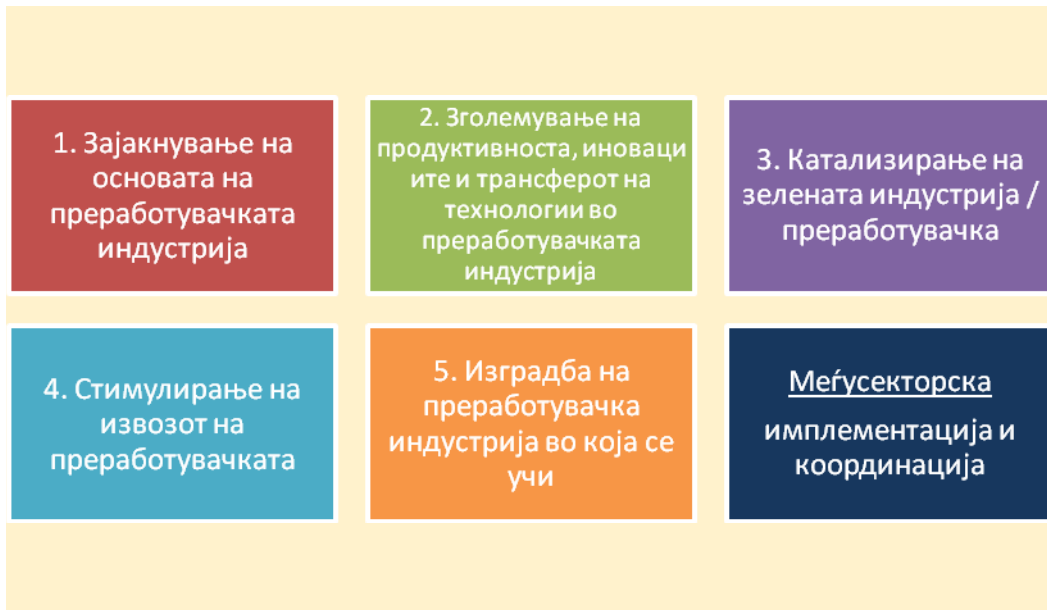 1. Зајакнување на
основата на
преработувачката
индустрија
2. Зголемување на
продуктивноста, иноваци
ите и трансферот на
технологии во
преработувачката
индустрија
3. Катализирање на
зелената индустрија /
преработувачка
4. Стимулирање на
извозот на
преработувачката
5. Изградба на
преработувачка
индустрија во која се
учи
Меѓусекторска
имплементација и
координација